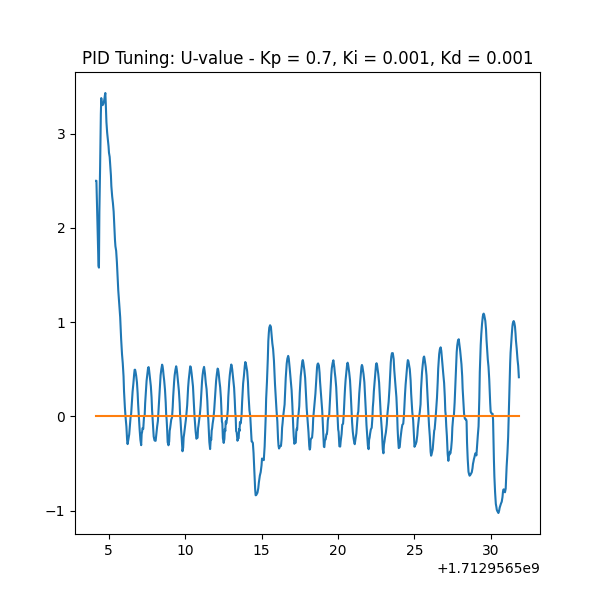 PID Tuning: U-value - Kp = 0.7, Ki = 0.001, Kd = 0.001
3
2
1
0
−1
5 10 15 20 25 30
+1.7129565e9